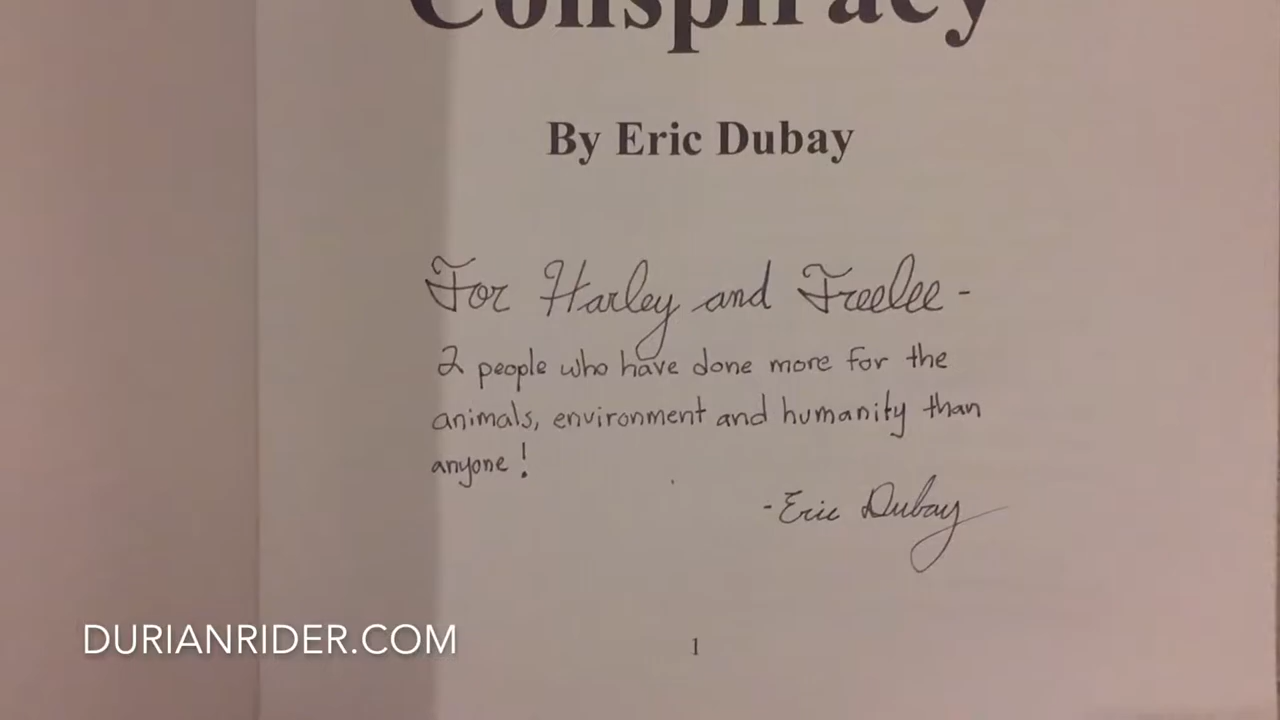 Conspiracy
By Eric Dubay
For Harley and Freelee -
2 people who have done more for the
animals, environment and humanity than
anyone!
-Eric Dubay
DURIANRIDER.COM
1